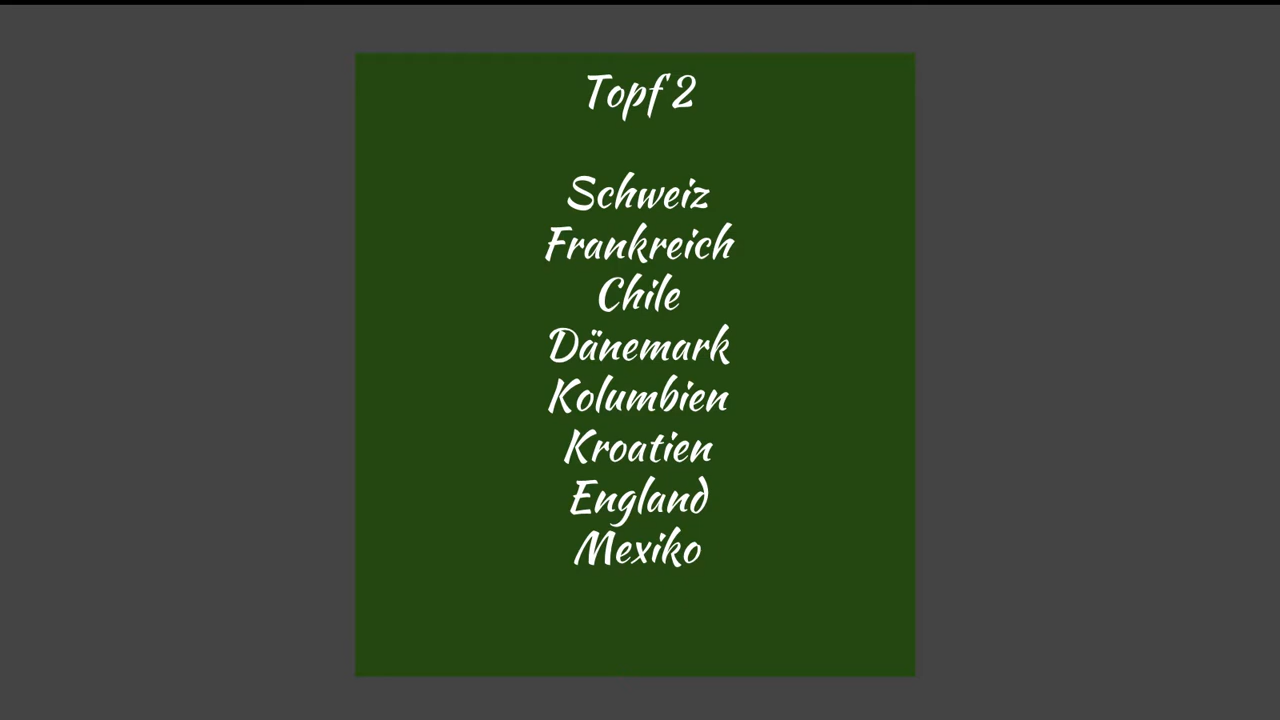 Topf 2
Schweiz
Frankreich
Chile
Dänemark
Kolumbien
Kroatien
England
Mexiko